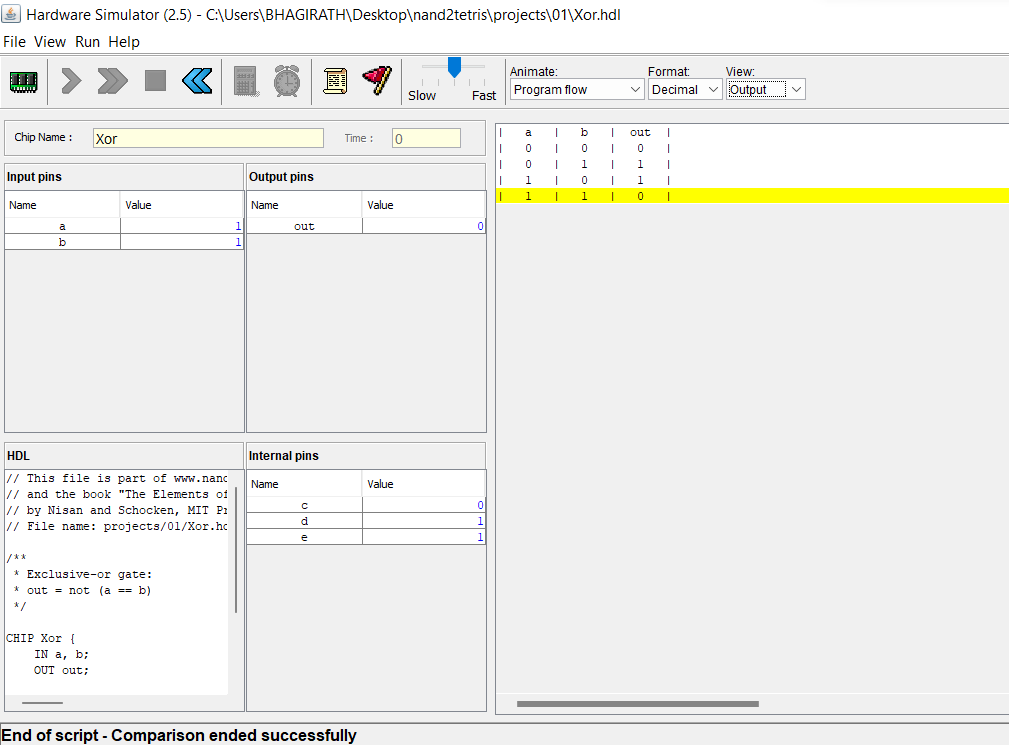 Hardware Simulator (2.5) - C:\Users\BHAGIRATH\Desktop\nand2tetris\projects\01\Xor.hdl
File View Run Help
Slow Fast
Animate: Format: View:
Program flow Decimal Output
Chip Name : Xor Time : 0
Input pins
Name Value
a 1
b 1
Output pins
Name Value
out 0
HDL
// This file is part of www.nand
// and the book "The Elements of
// by Nisan and Schocken, MIT Pr
// File name: projects/01/Xor.hd
/**
* Exclusive-or gate:
* out = not (a == b)
*/
CHIP Xor {
IN a, b;
OUT out;
Internal pins
Name Value
c 0
d 1
e 1
| a | b | out |
| 0 | 0 | 0 |
| 0 | 1 | 1 |
| 1 | 0 | 1 |
| 1 | 1 | 0 |
End of script - Comparison ended successfully